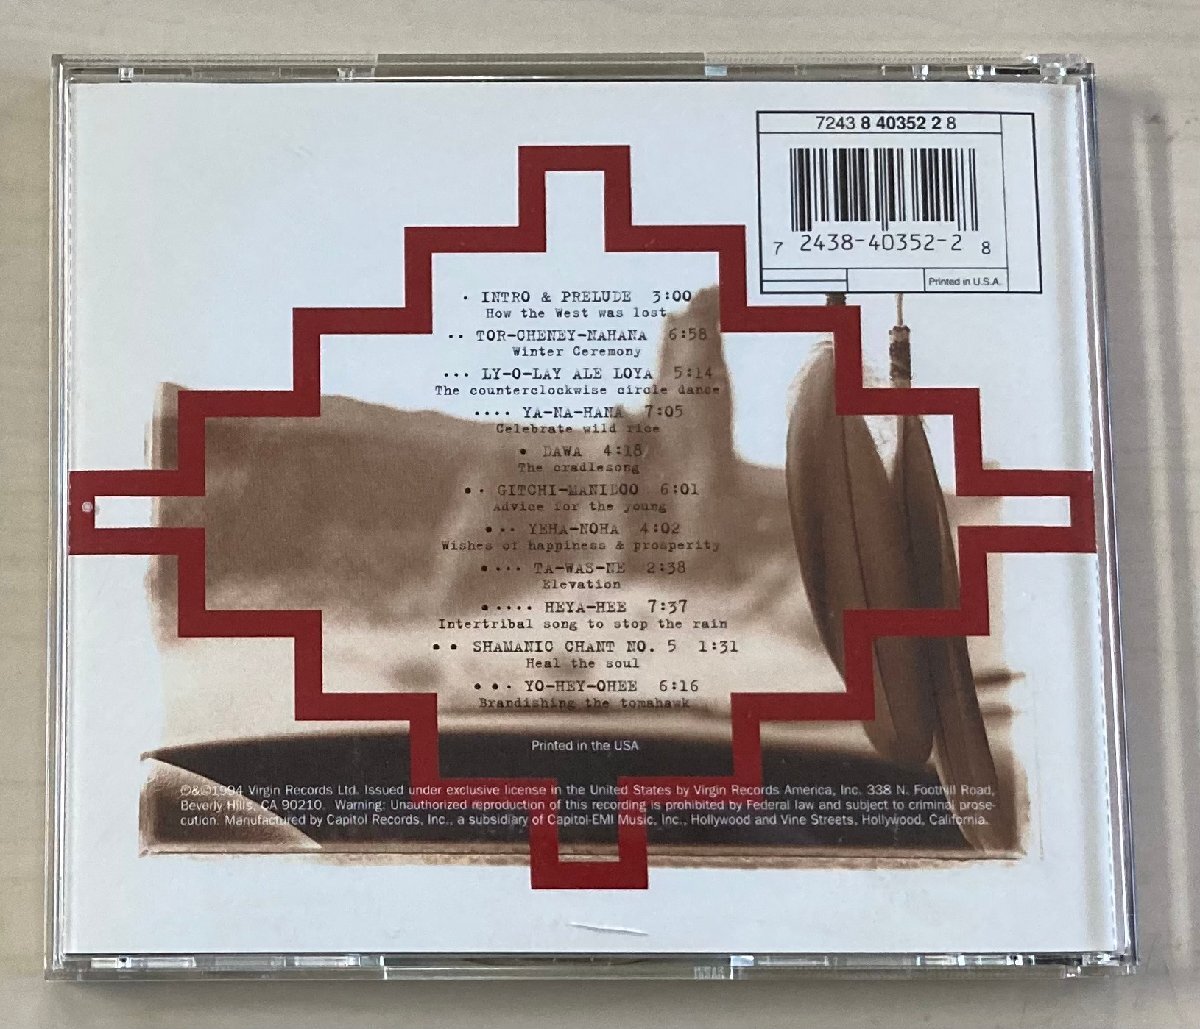 7243 8 40352 2 8
7 2438-40352-2 8
Printed in U.S.A.
· INTRO & PRELUDE 3:00
How the West was lost
·· TOR-CHENEY-NAHANA 6:58
Winter Ceremony
··· LY-O-LAY ALE LOYA 5:14
The counterclockwise circle dance
···· YA-NA-HANA 7:05
Celebrate wild rice
• DAWA 4:18
The cradlesong
•· GITCHI-MANIDOO 6:01
Advice for the young
•·· YEHA-NOHA 4:02
Wishes of happiness & prosperity
•··· TA-WAS-NE 2:38
Elevation
•···· HEYA-HEE 7:37
Intertribal song to stop the rain
• • SHAMANIC CHANT NO. 5 1:31
Heal the soul
• •· YO-HEY-OHEE 6:16
Brandishing the tomahawk
Printed in the USA
℗&©1994 Virgin Records Ltd. Issued under exclusive license in the United States by Virgin Records America, Inc. 338 N. Foothill Road,
Beverly Hills, CA 90210. Warning: Unauthorized reproduction of this recording is prohibited by Federal law and subject to criminal prose-
cution. Manufactured by Capitol Records, Inc., a subsidiary of Capitol-EMI Music, Inc., Hollywood and Vine Streets, Hollywood, California.